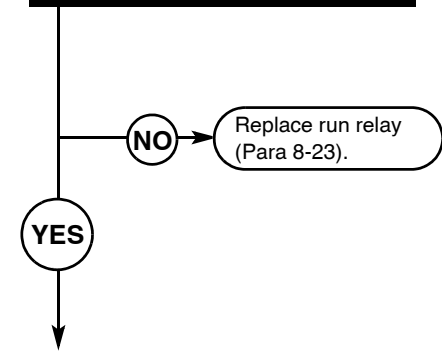 NO
Replace run relay
(Para 8-23).
YES